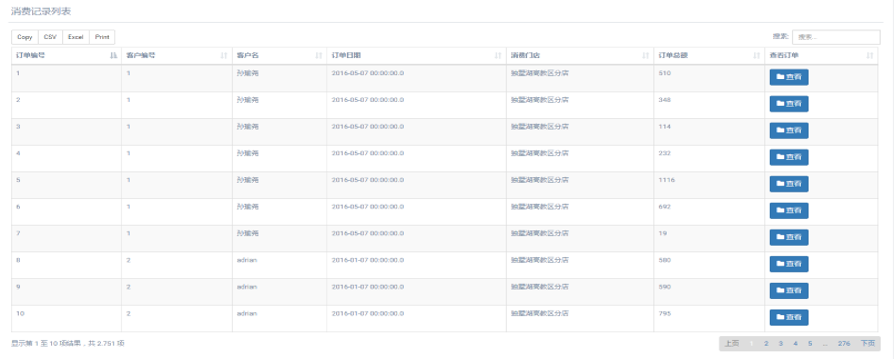 消费记录列表
Copy CSV Excel Print 搜索: 搜索...
订单编号 客户编号 客户名 订单日期 消费门店 订单总额 查看订单
1 1 孙毓尧 2016-05-07 00:00:00.0 独墅湖高教区分店 510 查看
2 1 孙毓尧 2016-05-07 00:00:00.0 独墅湖高教区分店 348 查看
3 1 孙毓尧 2016-05-07 00:00:00.0 独墅湖高教区分店 114 查看
4 1 孙毓尧 2016-05-07 00:00:00.0 独墅湖高教区分店 232 查看
5 1 孙毓尧 2016-05-07 00:00:00.0 独墅湖高教区分店 1116 查看
6 1 孙毓尧 2016-05-07 00:00:00.0 独墅湖高教区分店 692 查看
7 1 孙毓尧 2016-05-07 00:00:00.0 独墅湖高教区分店 19 查看
8 2 adrian 2016-01-07 00:00:00.0 独墅湖高教区分店 580 查看
9 2 adrian 2016-01-07 00:00:00.0 独墅湖高教区分店 590 查看
10 2 adrian 2016-01-07 00:00:00.0 独墅湖高教区分店 795 查看
显示第 1 至 10 项结果，共 2,751 项 上页 1 2 3 4 5 ... 276 下页